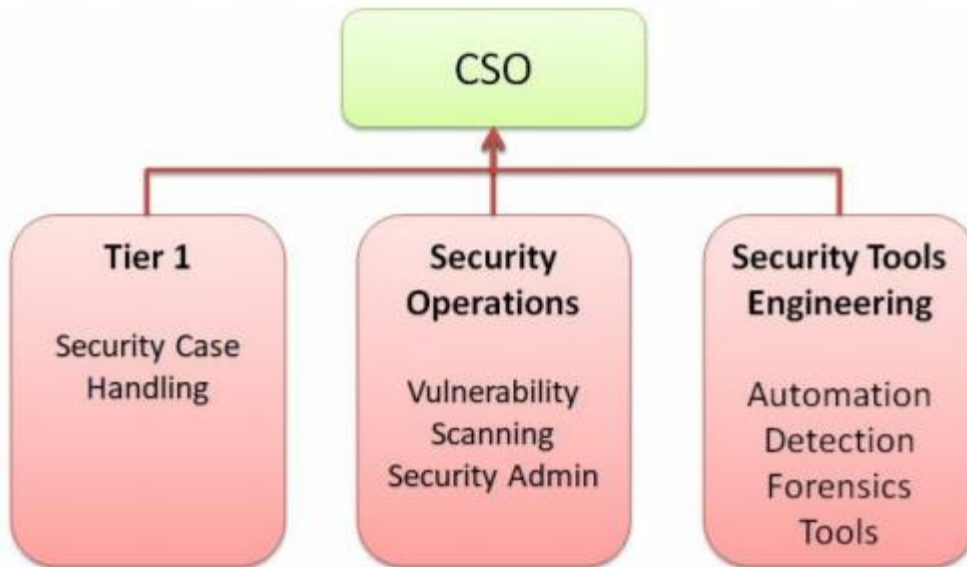 CSO
Tier 1
Security Case
Handling
Security
Operations
Vulnerability
Scanning
Security Admin
Security Tools
Engineering
Automation
Detection
Forensics
Tools